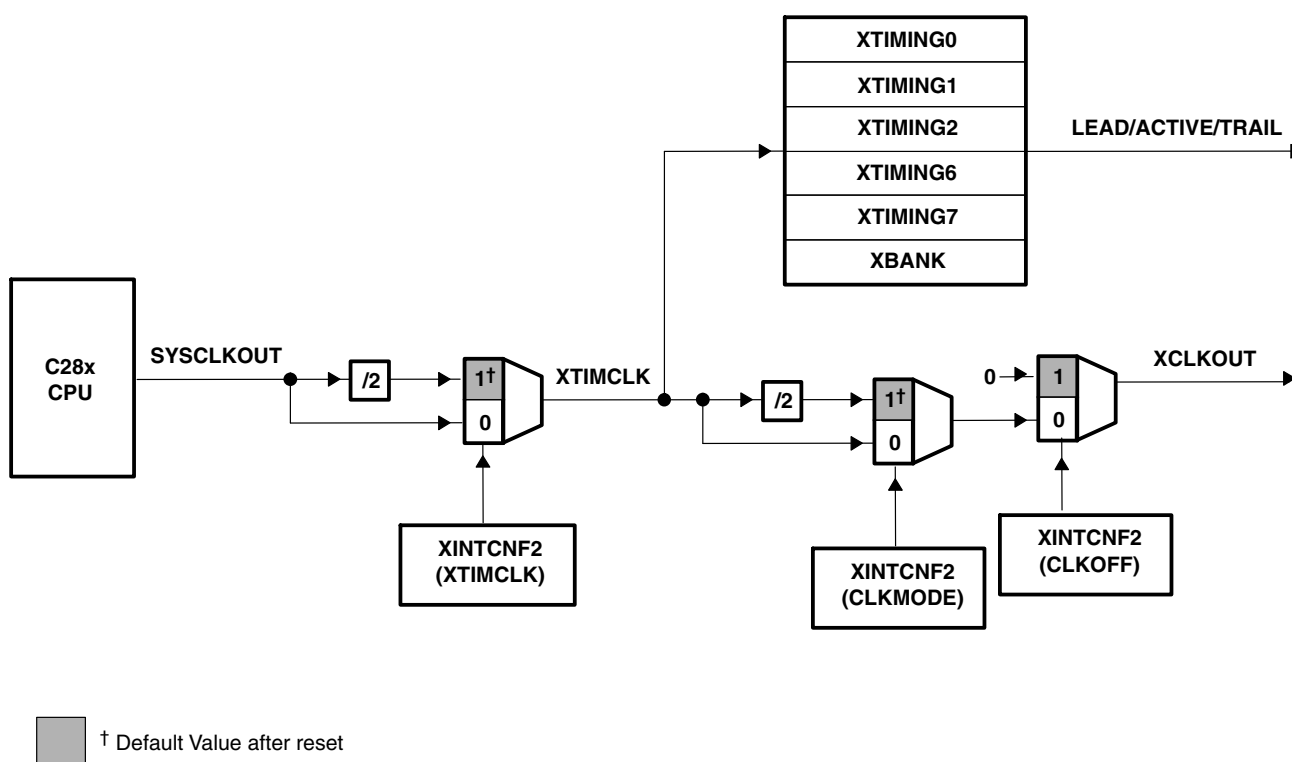 XTIMING0
XTIMING1
XTIMING2
XTIMING6
XTIMING7
XBANK
LEAD/ACTIVE/TRAIL
C28x
CPU
SYSCLKOUT
/2
1†
0
XTIMCLK
/2
1†
0
0
1
0
XCLKOUT
XINTCNF2
(XTIMCLK)
XINTCNF2
(CLKMODE)
XINTCNF2
(CLKOFF)
† Default Value after reset